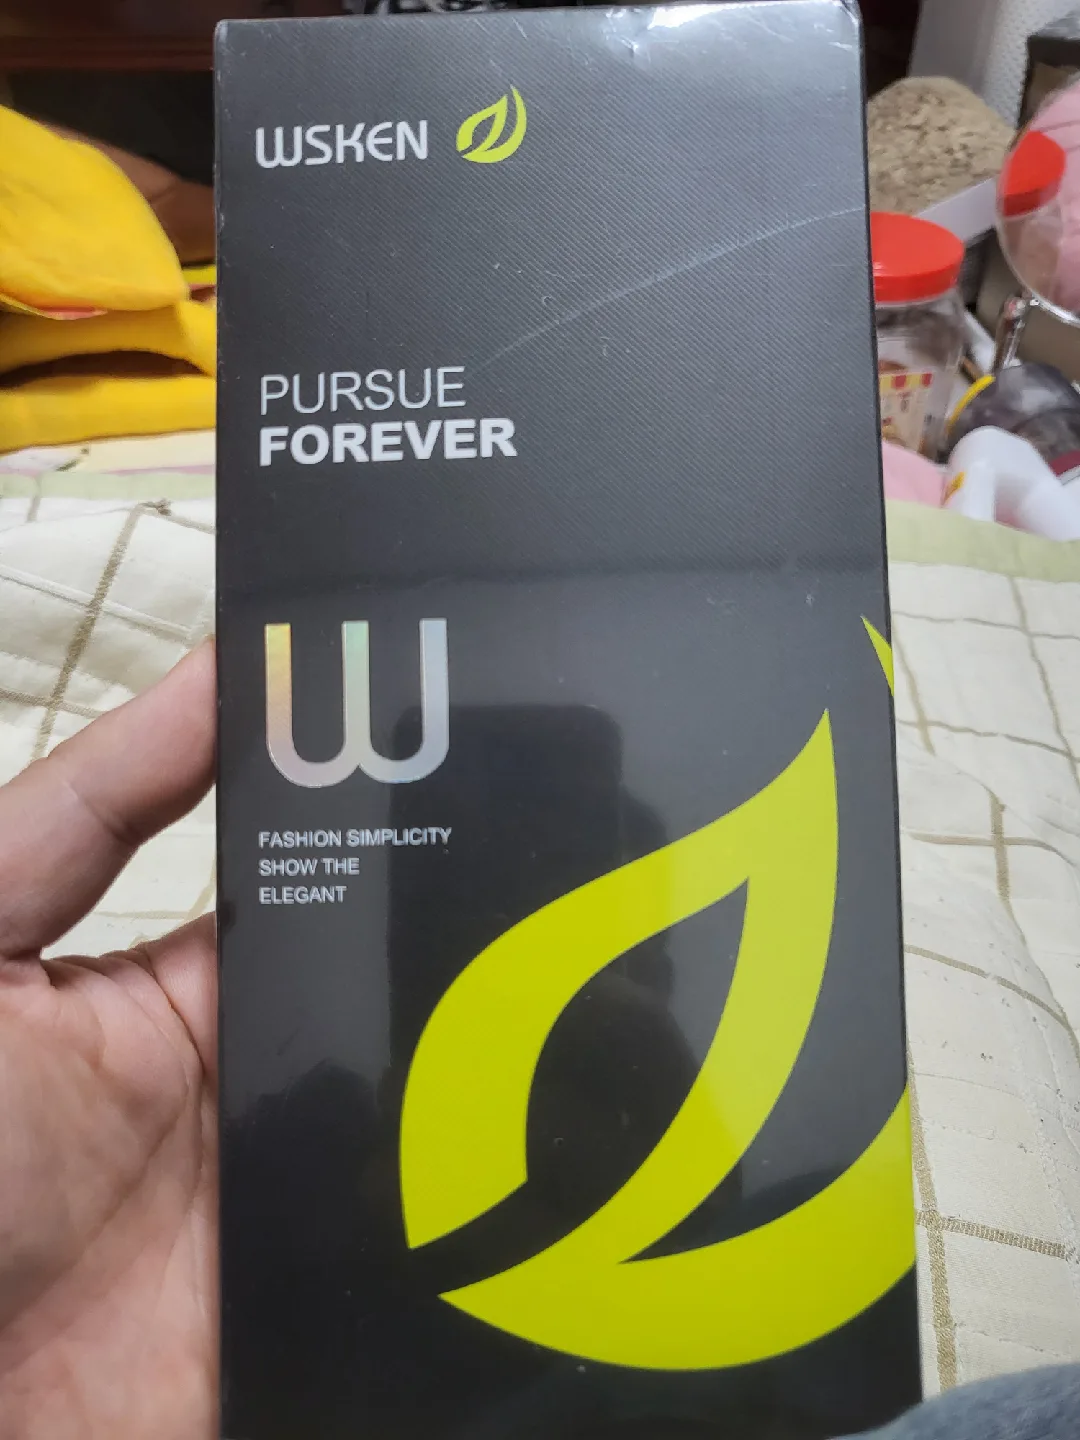 WSKEN
PURSUE
FOREVER
W
FASHION SIMPLICITY
SHOW THE
ELEGANT